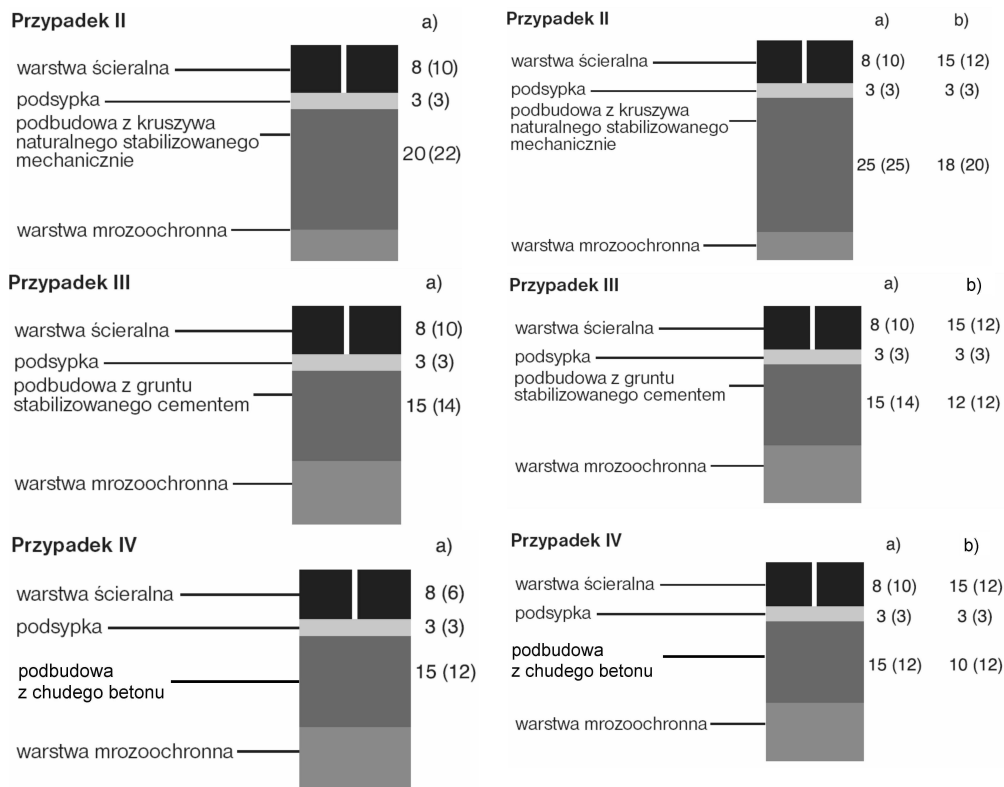 Przypadek II
a)
warstwa ścieralna
8 (10)
podsypka
3 (3)
podbudowa z kruszywa
naturalnego stabilizowanego
mechanicznie
20 (22)
warstwa mrozoochronna
Przypadek II
a) b)
warstwa ścieralna
8 (10) 15 (12)
podsypka
3 (3) 3 (3)
podbudowa z kruszywa
naturalnego stabilizowanego
mechanicznie
25 (25) 18 (20)
warstwa mrozoochronna
Przypadek III
a)
warstwa ścieralna
8 (10)
podsypka
3 (3)
podbudowa z gruntu
stabilizowanego cementem
15 (14)
warstwa mrozoochronna
Przypadek III
a) b)
warstwa ścieralna
8 (10) 15 (12)
podsypka
3 (3) 3 (3)
podbudowa z gruntu
stabilizowanego cementem
15 (14) 12 (12)
warstwa mrozoochronna
Przypadek IV
a)
warstwa ścieralna
8 (6)
podsypka
3 (3)
podbudowa
z chudego betonu
15 (12)
warstwa mrozoochronna
Przypadek IV
a) b)
warstwa ścieralna
8 (10) 15 (12)
podsypka
3 (3) 3 (3)
podbudowa
z chudego betonu
15 (12) 10 (12)
warstwa mrozoochronna